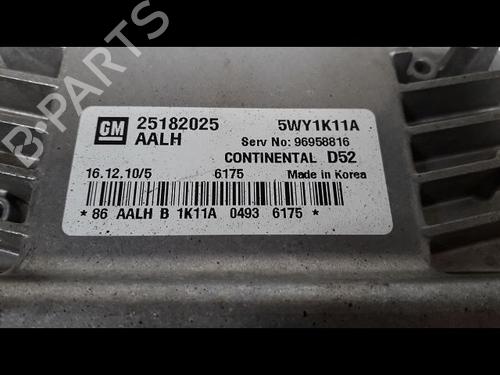 GM 25182025 5WY1K11A
AALH Serv No: 96958816
CONTINENTAL D52
16.12.10/5 6175 Made in Korea
* 86 AALH B 1K11A 0493 6175 *